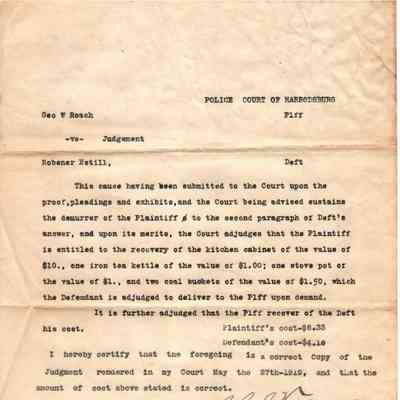 POLICE COURT OF HARRODSBURG
Geo W Roach Plff
-vs- Judgement
Robener Estill, Deft
This cause having been submitted to the Court upon the
proof,pleadings and exhibits,and the Court being advised sustains
the demurrer of the Plaintiff to the second paragraph of Deft's
answer, and upon its merits, the Court adjudges that the Plaintiff
is entitled to the recovery of the kitchen cabinet of the value of
$10., one iron tea kettle of the value of $1.00; one stove pot or
the value of $1., and two coal buckets of the value of $1.50, which
the Defendant is adjudged to deliver to the Plff upon demand.
It is further adjudged that the Plff recover of the Deft
his cost. Plaintiff's cost-$8.35
Defendant's cost-$4.10
I hereby certify that the foregoing is a correct Copy of the
Judgment rendered in my Court May the 27th-1919, and that the
amount of cost above stated is correct.